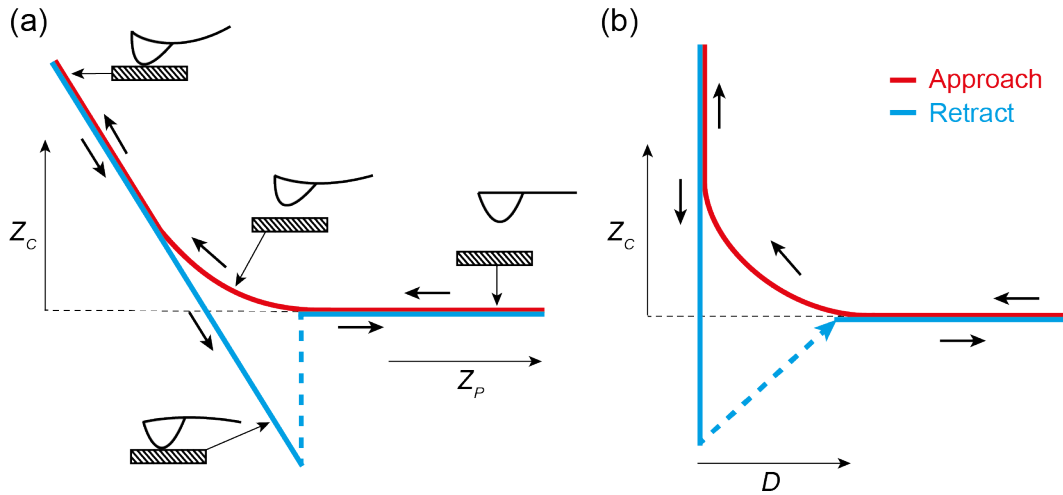 (a)
Z_C
Z_P
(b)
Approach
Retract
Z_C
D